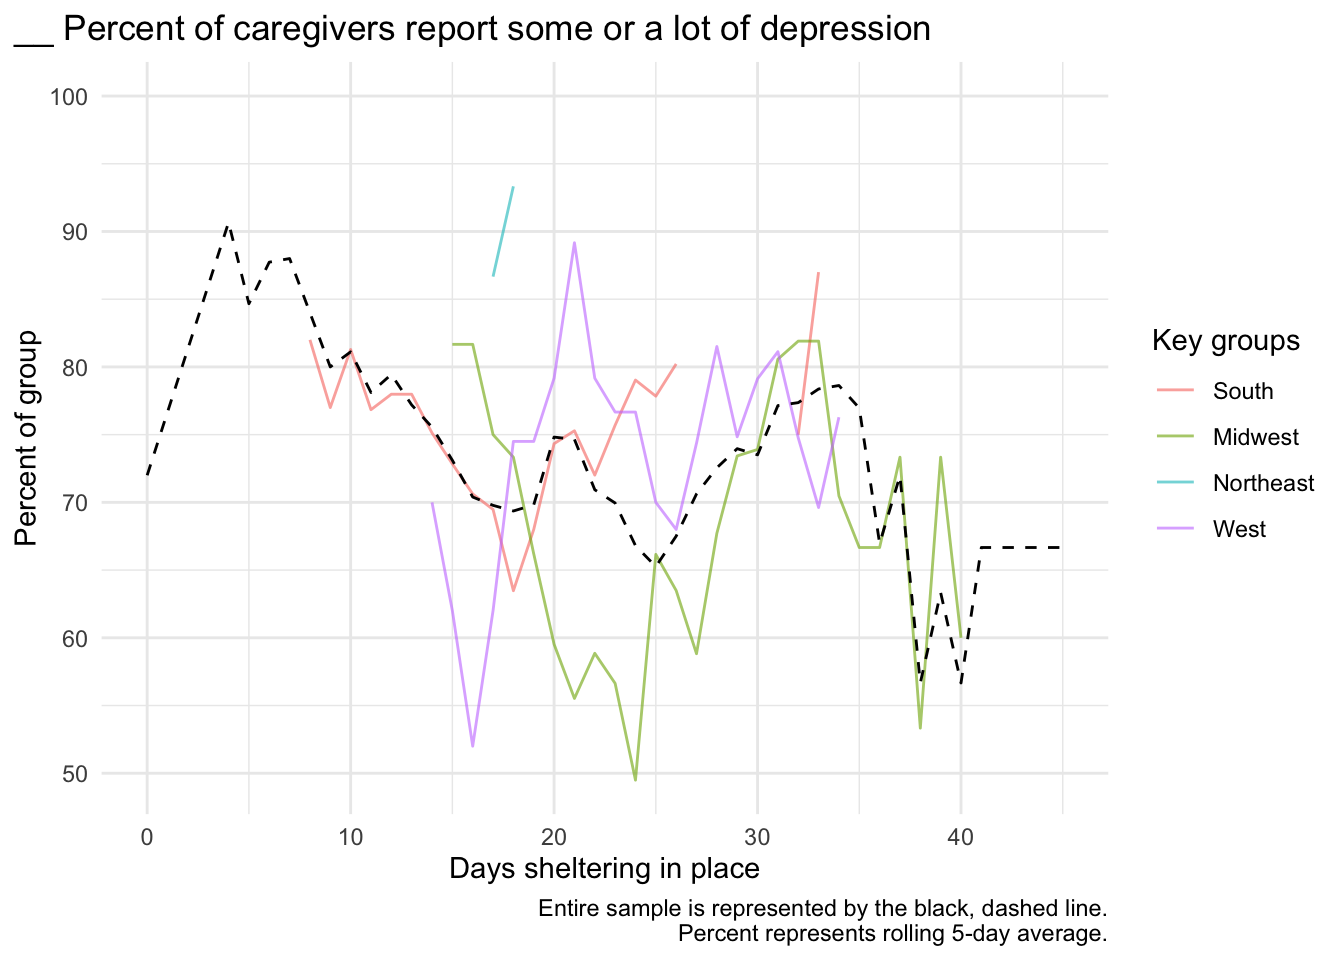 __ Percent of caregivers report some or a lot of depression
Percent of group
100
90
80
70
60
50
0 10 20 30 40
Days sheltering in place
Key groups
South
Midwest
Northeast
West
Entire sample is represented by the black, dashed line.
Percent represents rolling 5-day average.